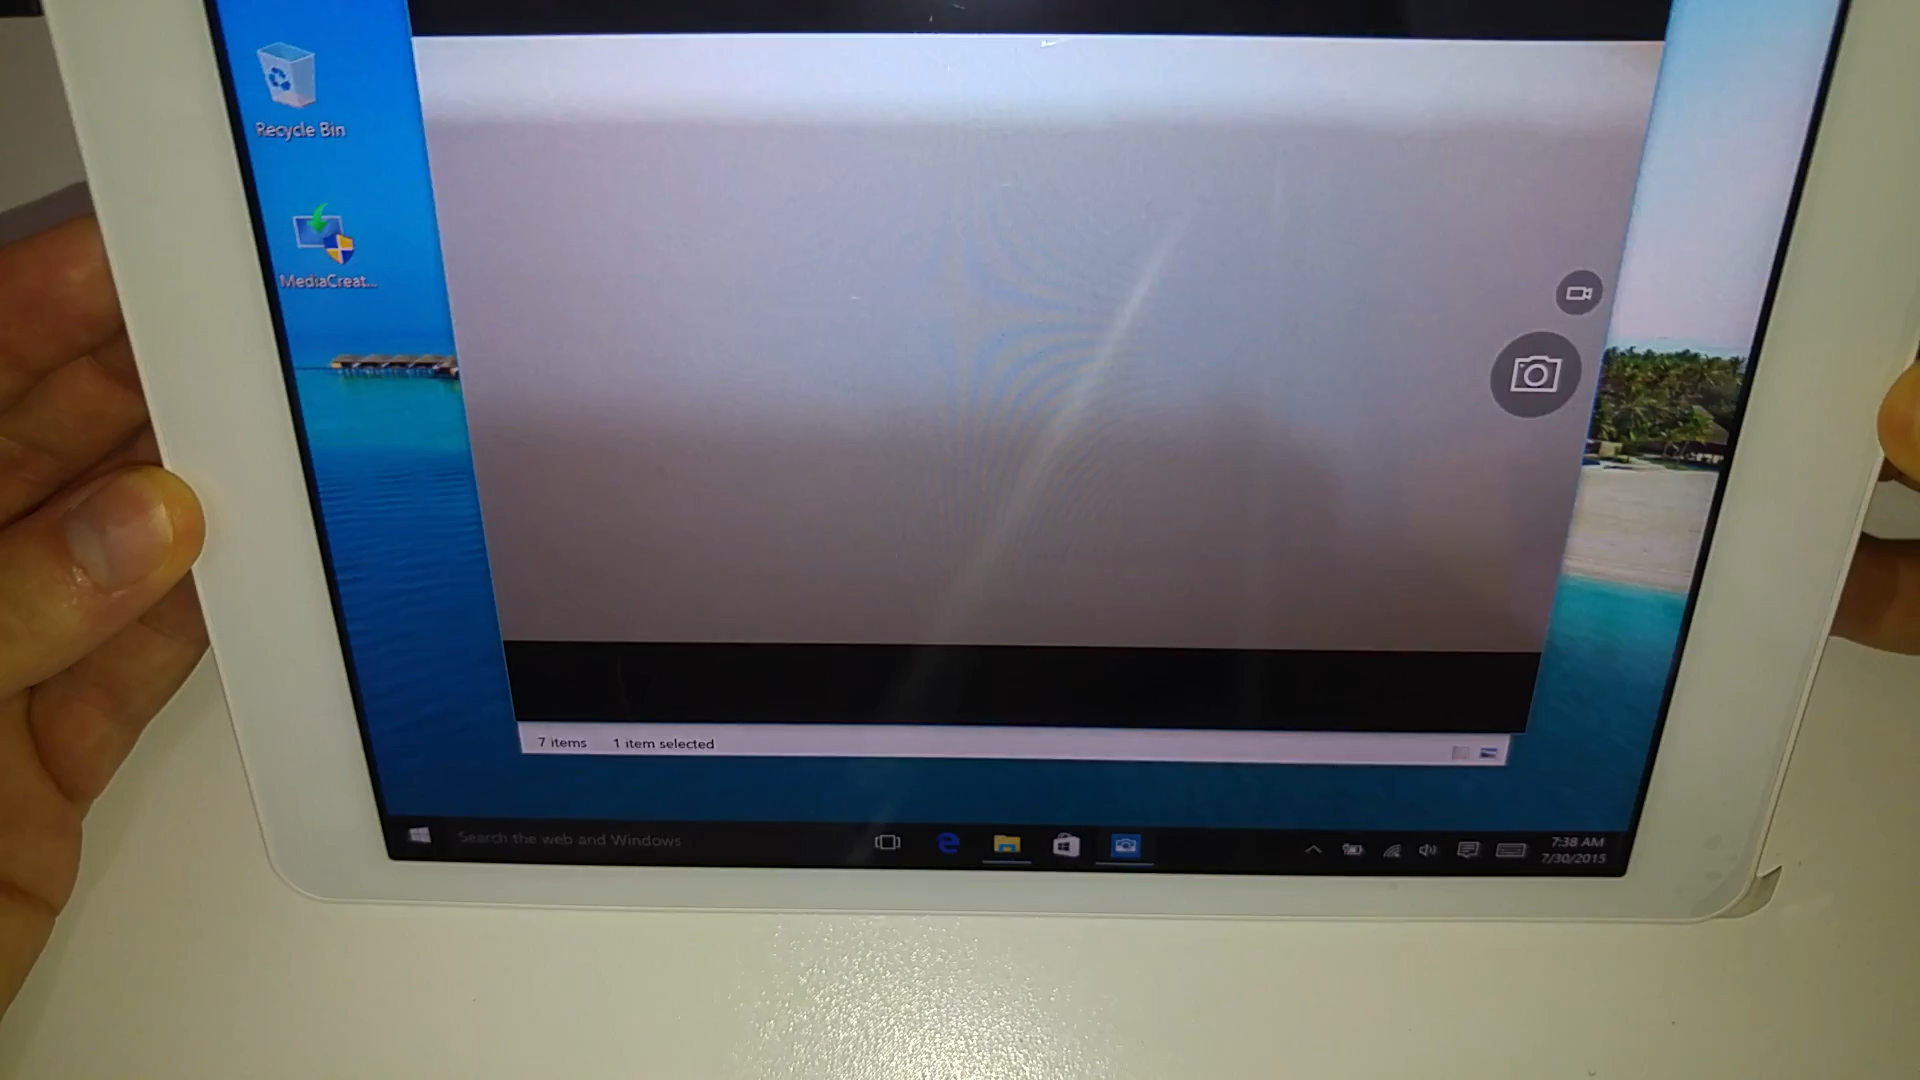 Recycle Bin
MediaCreat...
7 items 1 item selected
Search the web and Windows
7:38 AM
7/30/2015